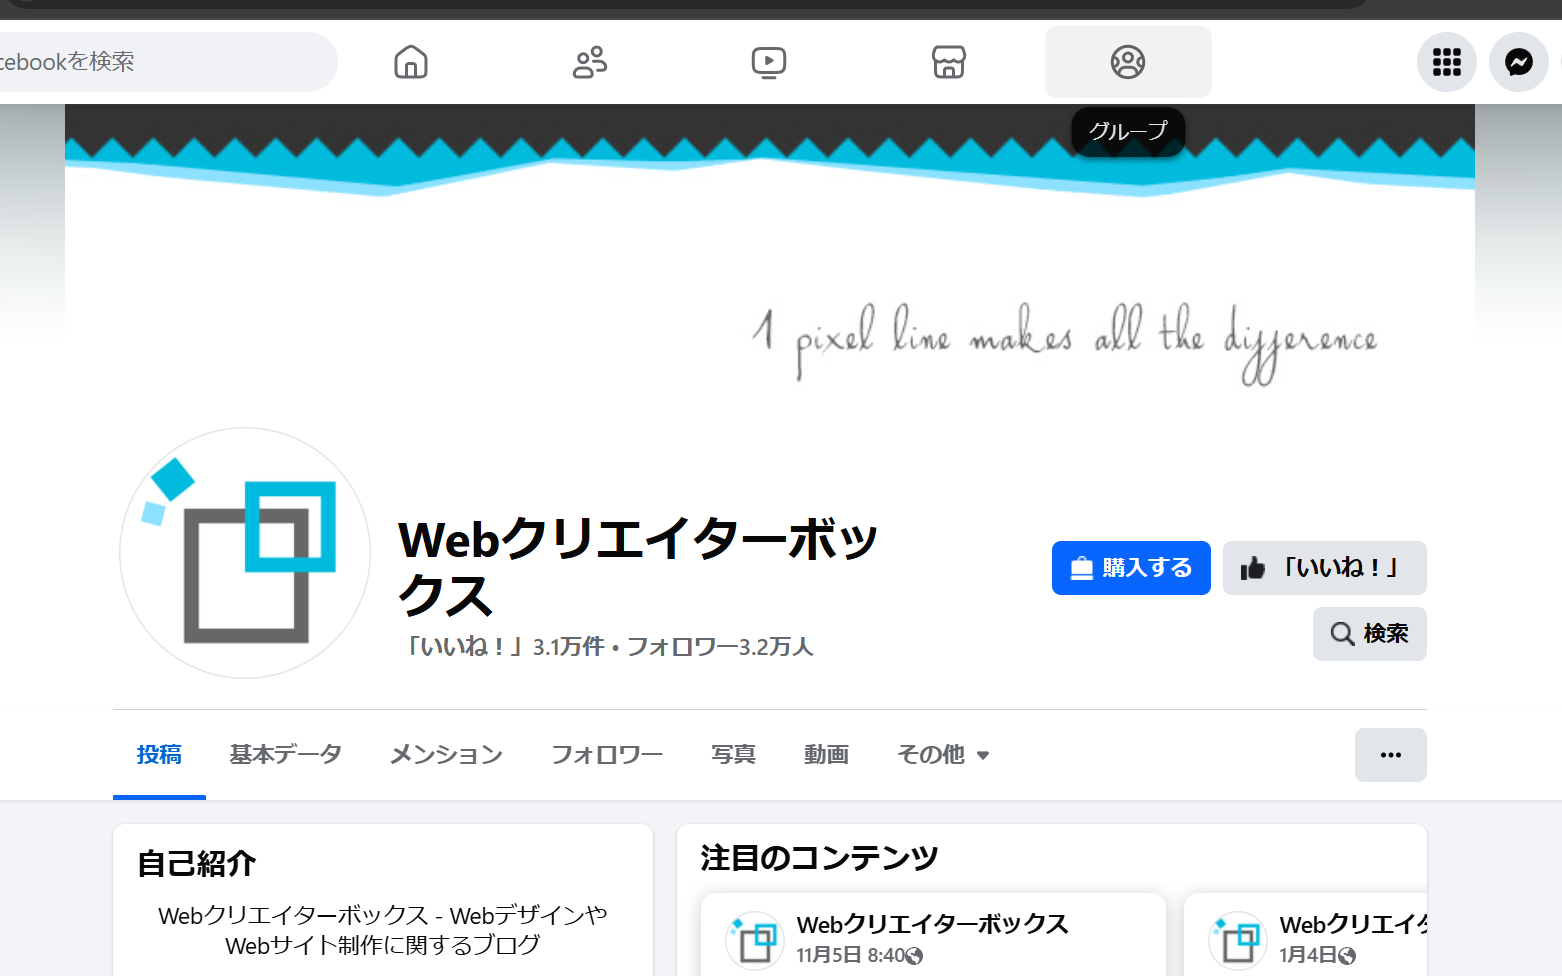 cebookを検索
グループ
1 pixel line makes all the difference
Webクリエイターボッ
クス
「いいね！」3.1万件 • フォロワー3.2万人
購入する
「いいね！」
検索
投稿
基本データ
メンション
フォロワー
写真
動画
その他
自己紹介
Webクリエイターボックス - Webデザインや
Webサイト制作に関するブログ
注目のコンテンツ
Webクリエイターボックス
11月5日 8:40
Webクリエイタ
1月4日